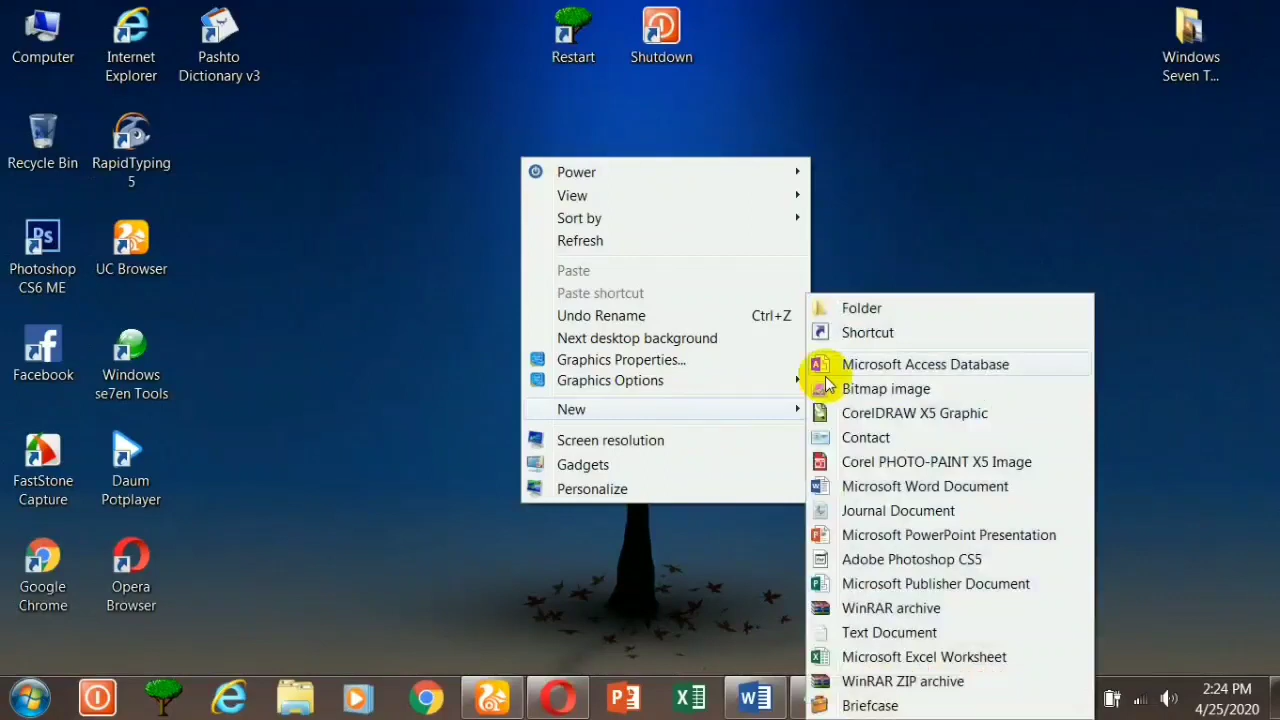 Computer
Internet
Explorer
Pashto
Dictionary v3
Restart
Shutdown
Windows
Seven T...
Recycle Bin
RapidTyping
5
Photoshop
CS6 ME
UC Browser
Facebook
Windows
se7en Tools
FastStone
Capture
Daum
Potplayer
Google
Chrome
Opera
Browser
Power
View
Sort by
Refresh
Paste
Paste shortcut
Undo Rename Ctrl+Z
Next desktop background
Graphics Properties...
Graphics Options
New
Screen resolution
Gadgets
Personalize
Folder
Shortcut
Microsoft Access Database
Bitmap image
CorelDRAW X5 Graphic
Contact
Corel PHOTO-PAINT X5 Image
Microsoft Word Document
Journal Document
Microsoft PowerPoint Presentation
Adobe Photoshop CS5
Microsoft Publisher Document
WinRAR archive
Text Document
Microsoft Excel Worksheet
WinRAR ZIP archive
Briefcase
2:24 PM
4/25/2020